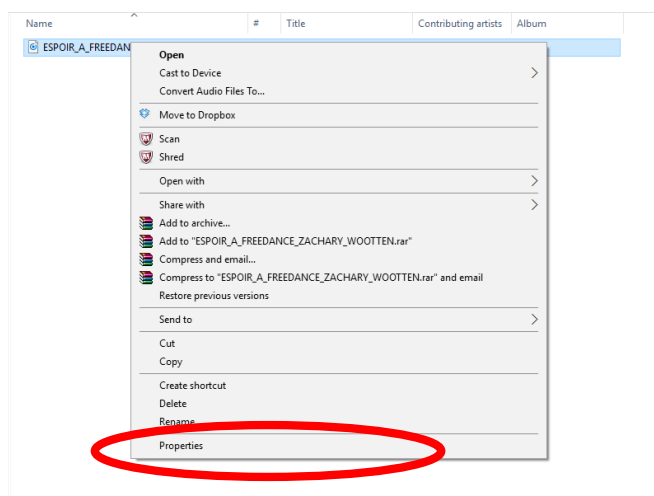 Name # Title Contributing artists Album
ESPOIR_A_FREEDAN
Open
Cast to Device
Convert Audio Files To...
Move to Dropbox
Scan
Shred
Open with
Share with
Add to archive...
Add to "ESPOIR_A_FREEDANCE_ZACHARY_WOOTTEN.rar"
Compress and email...
Compress to "ESPOIR_A_FREEDANCE_ZACHARY_WOOTTEN.rar" and email
Restore previous versions
Send to
Cut
Copy
Create shortcut
Delete
Rename
Properties